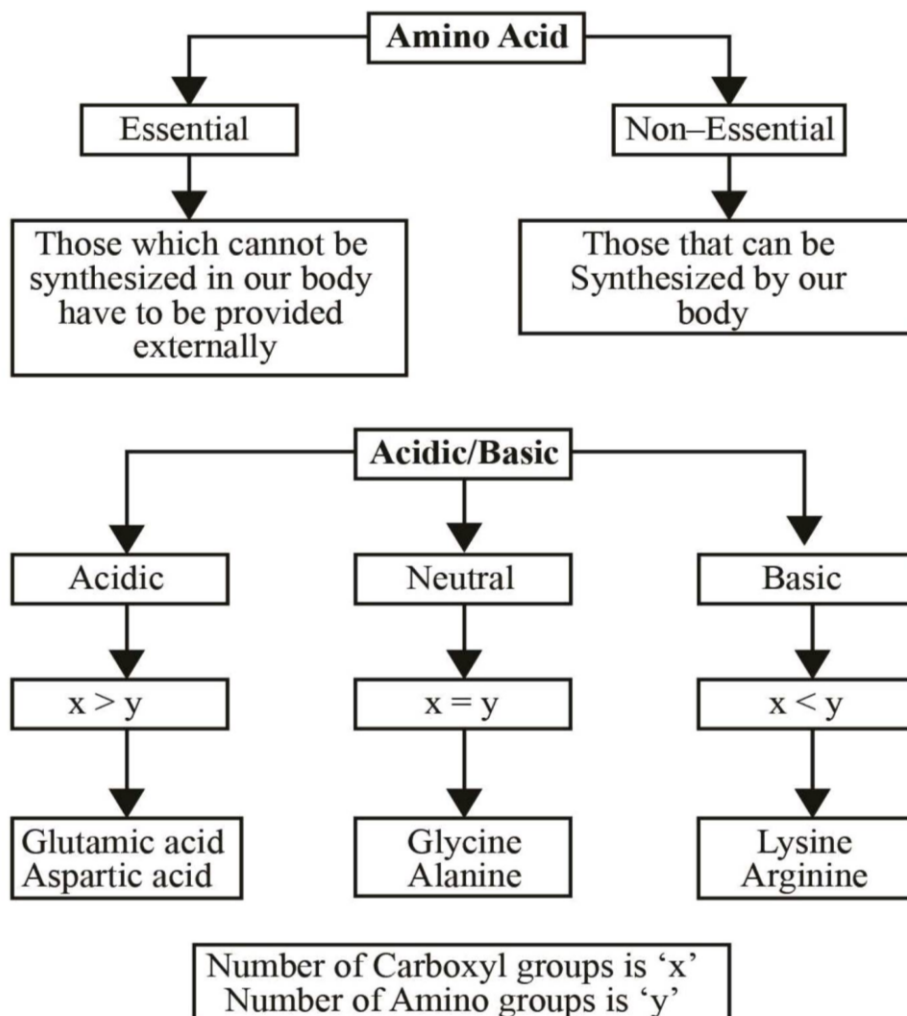 Amino Acid
Essential
Non–Essential
Those which cannot be
synthesized in our body
have to be provided
externally
Those that can be
Synthesized by our
body
Acidic/Basic
Acidic
Neutral
Basic
x > y
x = y
x < y
Glutamic acid
Aspartic acid
Glycine
Alanine
Lysine
Arginine
Number of Carboxyl groups is ‘x’
Number of Amino groups is ‘y’